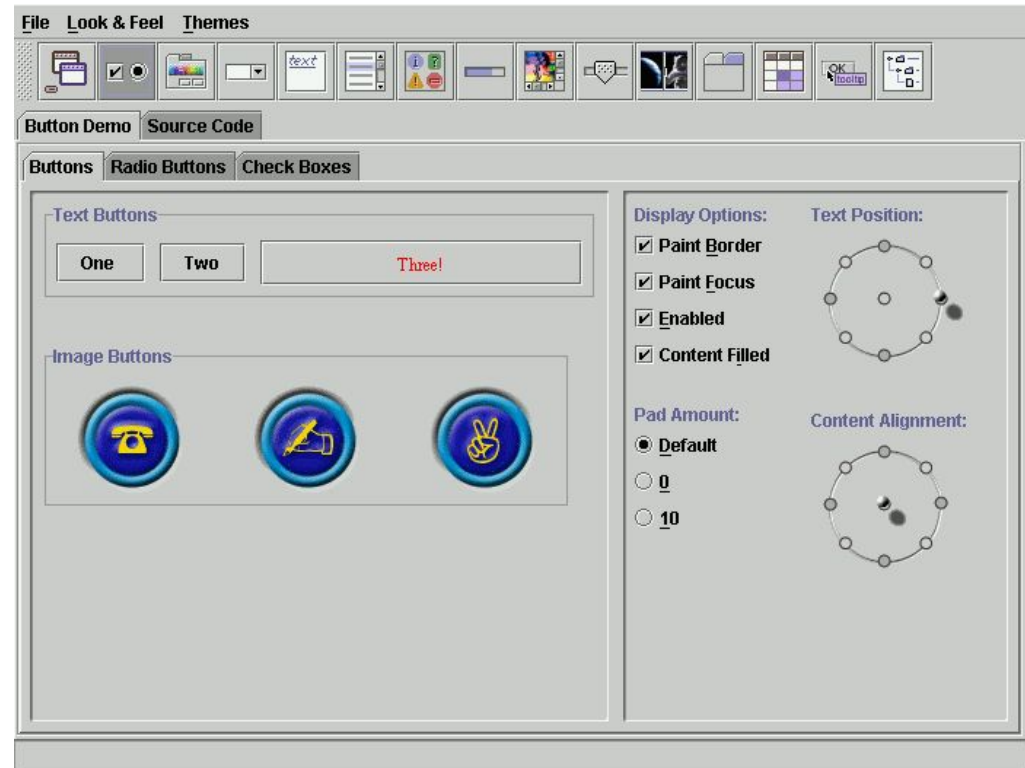 File Look & Feel Themes
text
OK
tooltip
Button Demo Source Code
Buttons Radio Buttons Check Boxes
Text Buttons
One Two Three!
Image Buttons
Display Options:
Paint Border
Paint Focus
Enabled
Content Filled
Text Position:
Pad Amount:
Default
0
10
Content Alignment: